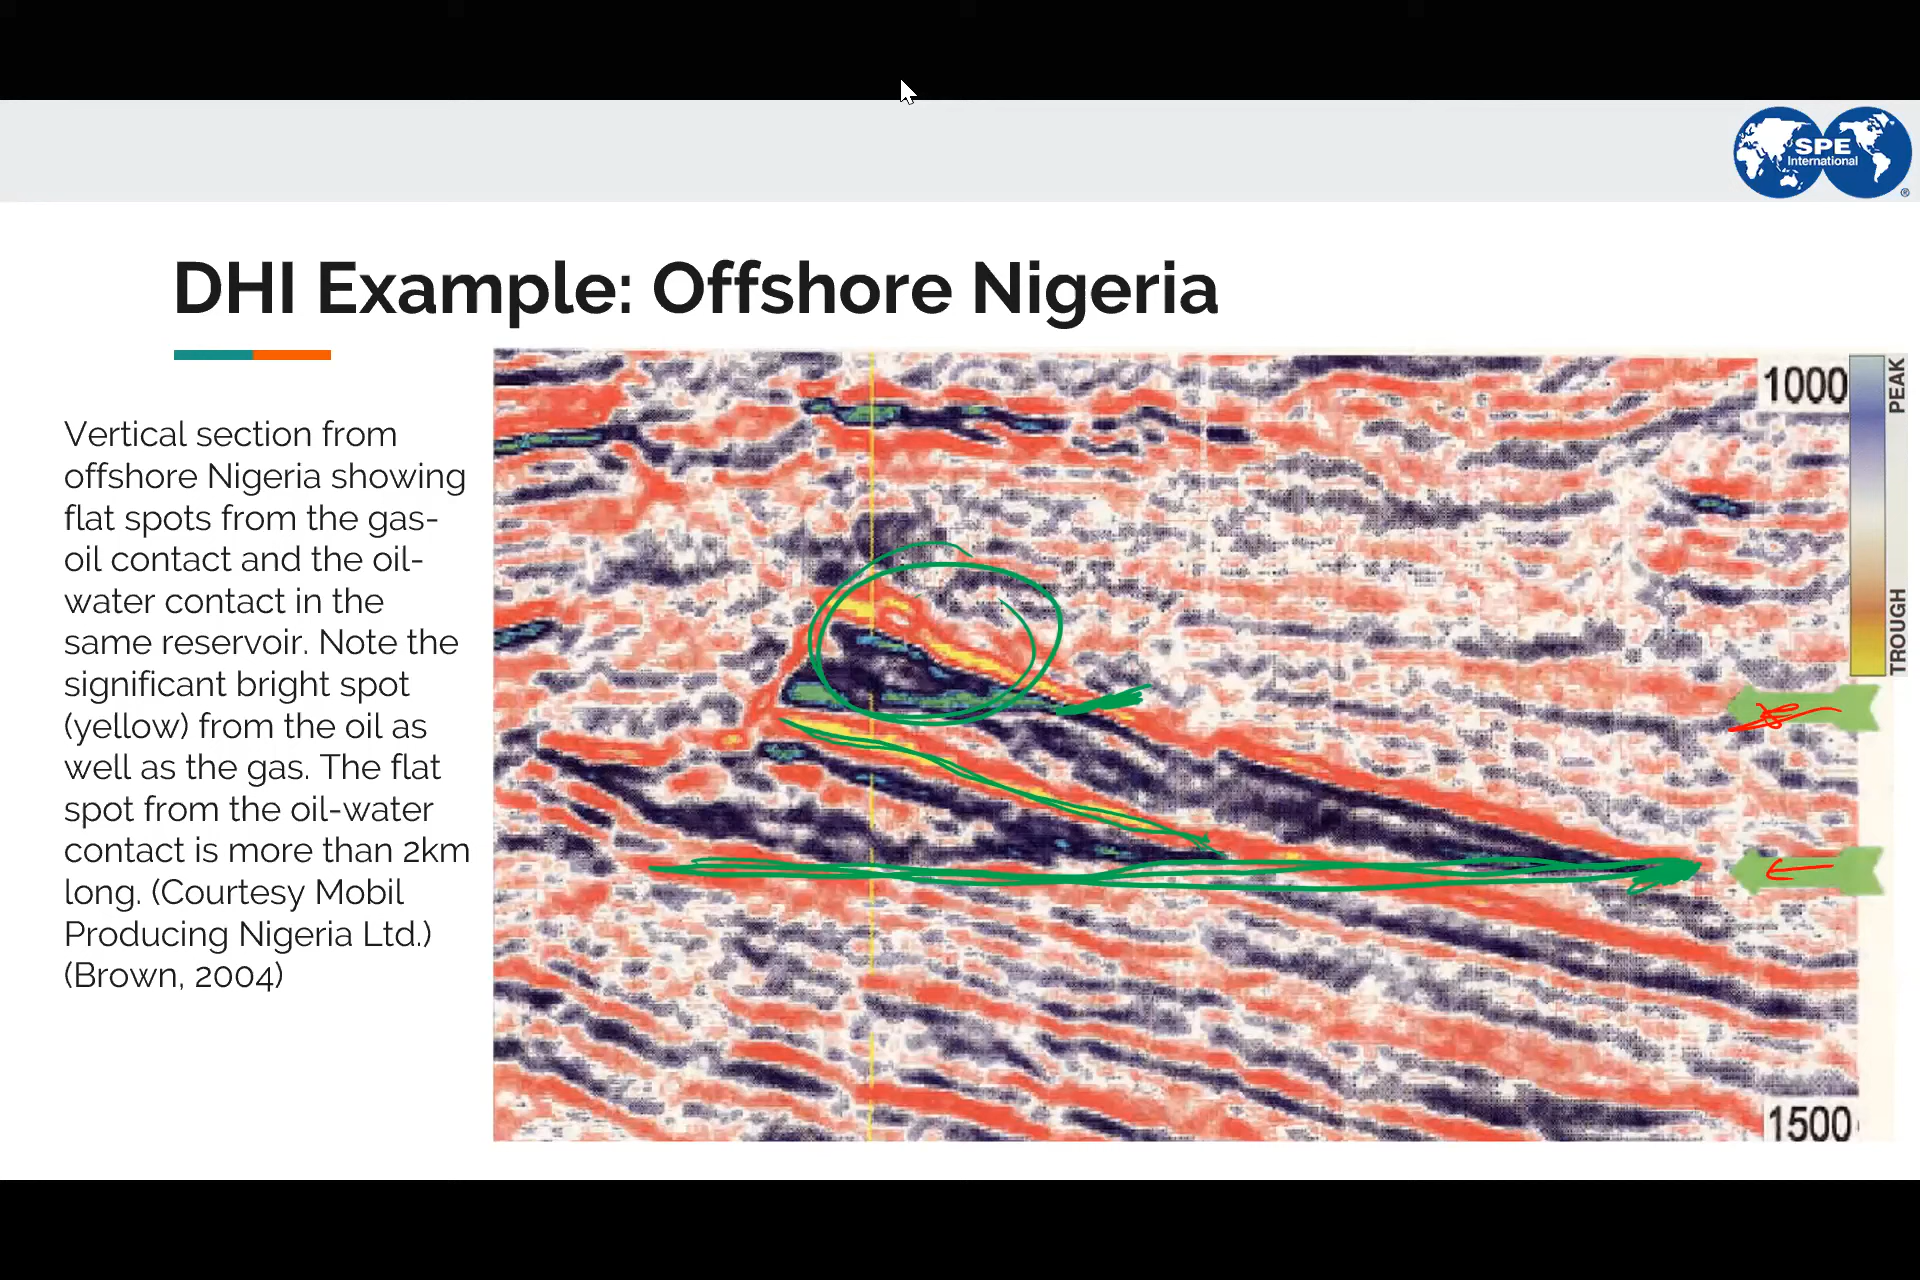 SPE
International
®
DHI Example: Offshore Nigeria
Vertical section from
offshore Nigeria showing
flat spots from the gas-
oil contact and the oil-
water contact in the
same reservoir. Note the
significant bright spot
(yellow) from the oil as
well as the gas. The flat
spot from the oil-water
contact is more than 2km
long. (Courtesy Mobil
Producing Nigeria Ltd.)
(Brown, 2004)
1000
PEAK
TROUGH
1500